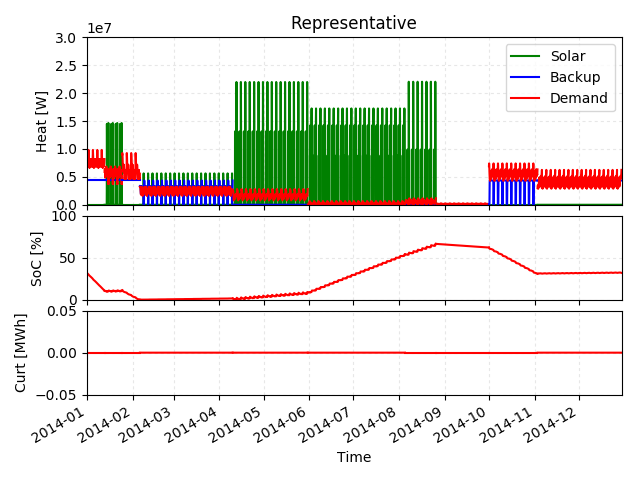 Representative
1e7
3.0
2.5
2.0
1.5
1.0
0.5
0.0
Heat [W]
Solar
Backup
Demand
100
50
0
SoC [%]
0.05
0.00
−0.05
Curt [MWh]
2014-01
2014-02
2014-03
2014-04
2014-05
2014-06
2014-07
2014-08
2014-09
2014-10
2014-11
2014-12
Time